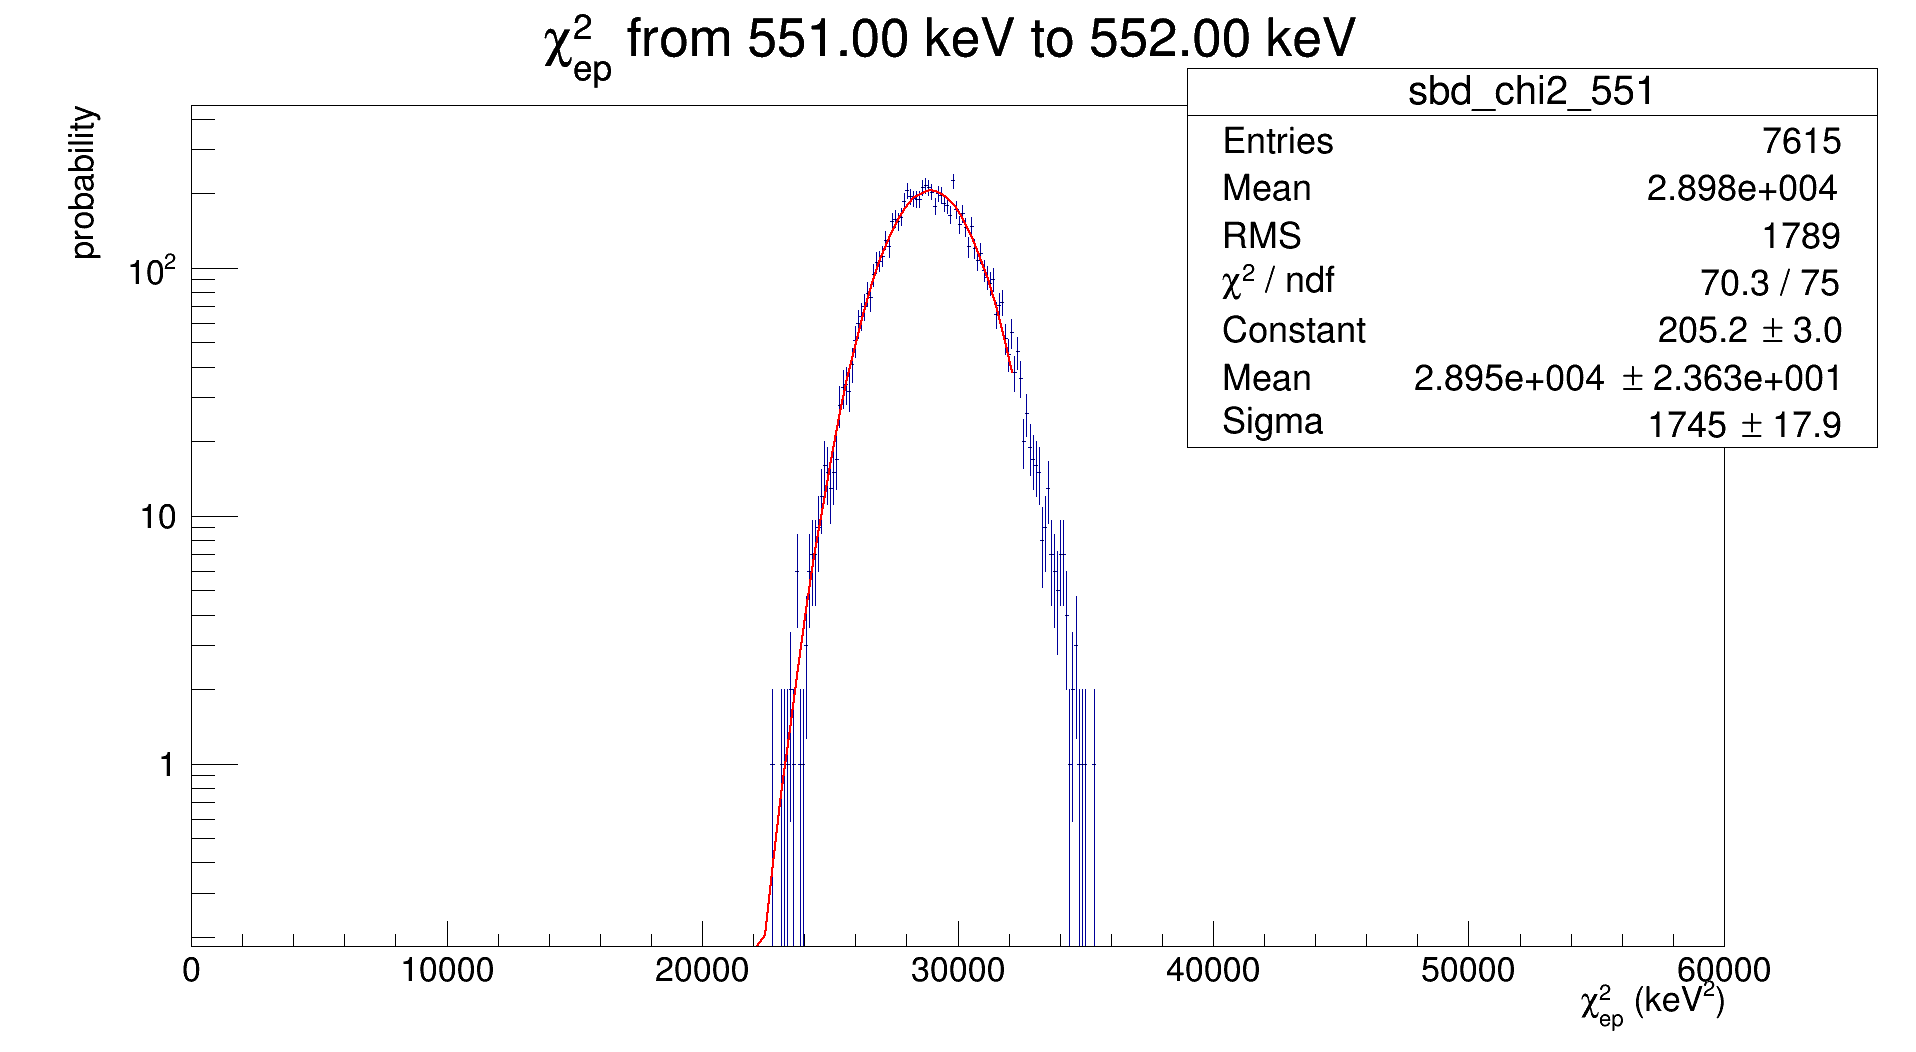 χ²ep from 551.00 keV to 552.00 keV
sbd_chi2_551
Entries 7615
Mean 2.898e+004
RMS 1789
χ² / ndf 70.3 / 75
Constant 205.2 ± 3.0
Mean 2.895e+004 ± 2.363e+001
Sigma 1745 ± 17.9
probability
10²
10
1
0 10000 20000 30000 40000 50000 60000
χ²ep (keV²)